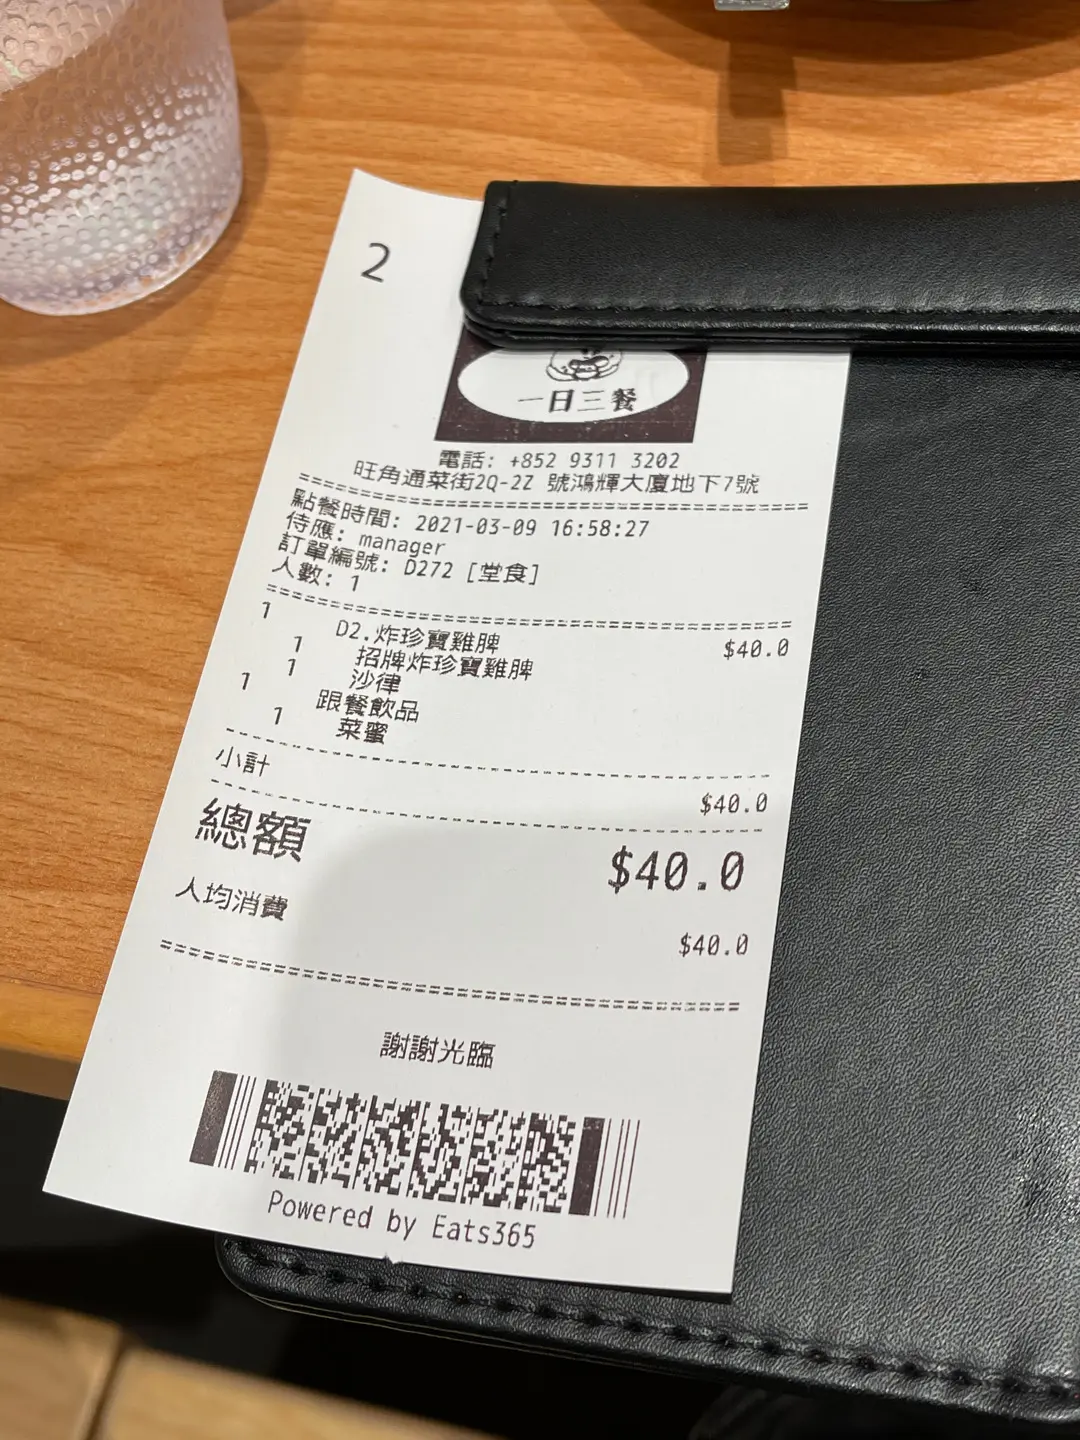 2
一日三餐
電話: +852 9311 3202
旺角通菜街2Q-2Z 號鴻輝大廈地下7號
點餐時間: 2021-03-09 16:58:27
侍應: manager
訂單編號: D272 [堂食]
人數: 1
1 D2.炸珍寶雞脾 $40.0
1 招牌炸珍寶雞脾
1 沙律
1 跟餐飲品
1 菜蜜
小計 $40.0
總額 $40.0
人均消費 $40.0
謝謝光臨
Powered by Eats365